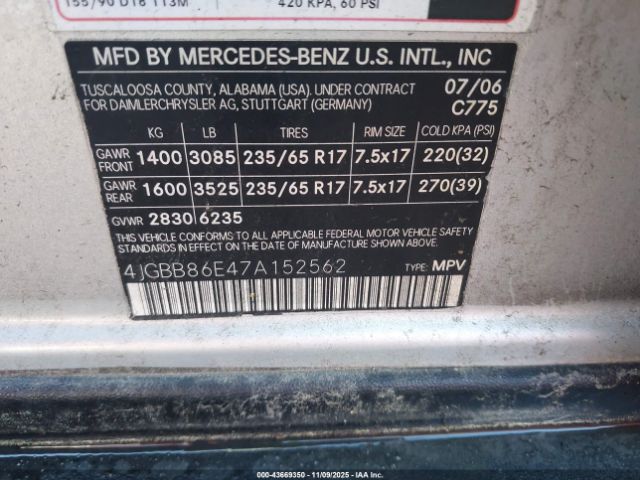 155/90 D18 113M 420 KPA, 60 PSI
MFD BY MERCEDES-BENZ U.S. INTL., INC
TUSCALOOSA COUNTY, ALABAMA (USA). UNDER CONTRACT 07/06
FOR DAIMLERCHRYSLER AG, STUTTGART (GERMANY) C775
KG LB TIRES RIM SIZE COLD KPA (PSI)
GAWR FRONT 1400 3085 235/65 R17 7.5x17 220(32)
GAWR REAR 1600 3525 235/65 R17 7.5x17 270(39)
GVWR 2830 6235
THIS VEHICLE CONFORMS TO ALL APPLICABLE FEDERAL MOTOR VEHICLE SAFETY
STANDARDS IN EFFECT ON THE DATE OF MANUFACTURE SHOWN ABOVE.
4JGBB86E47A152562 TYPE: MPV
000-43669350 11/09/2025 - IAA Inc.